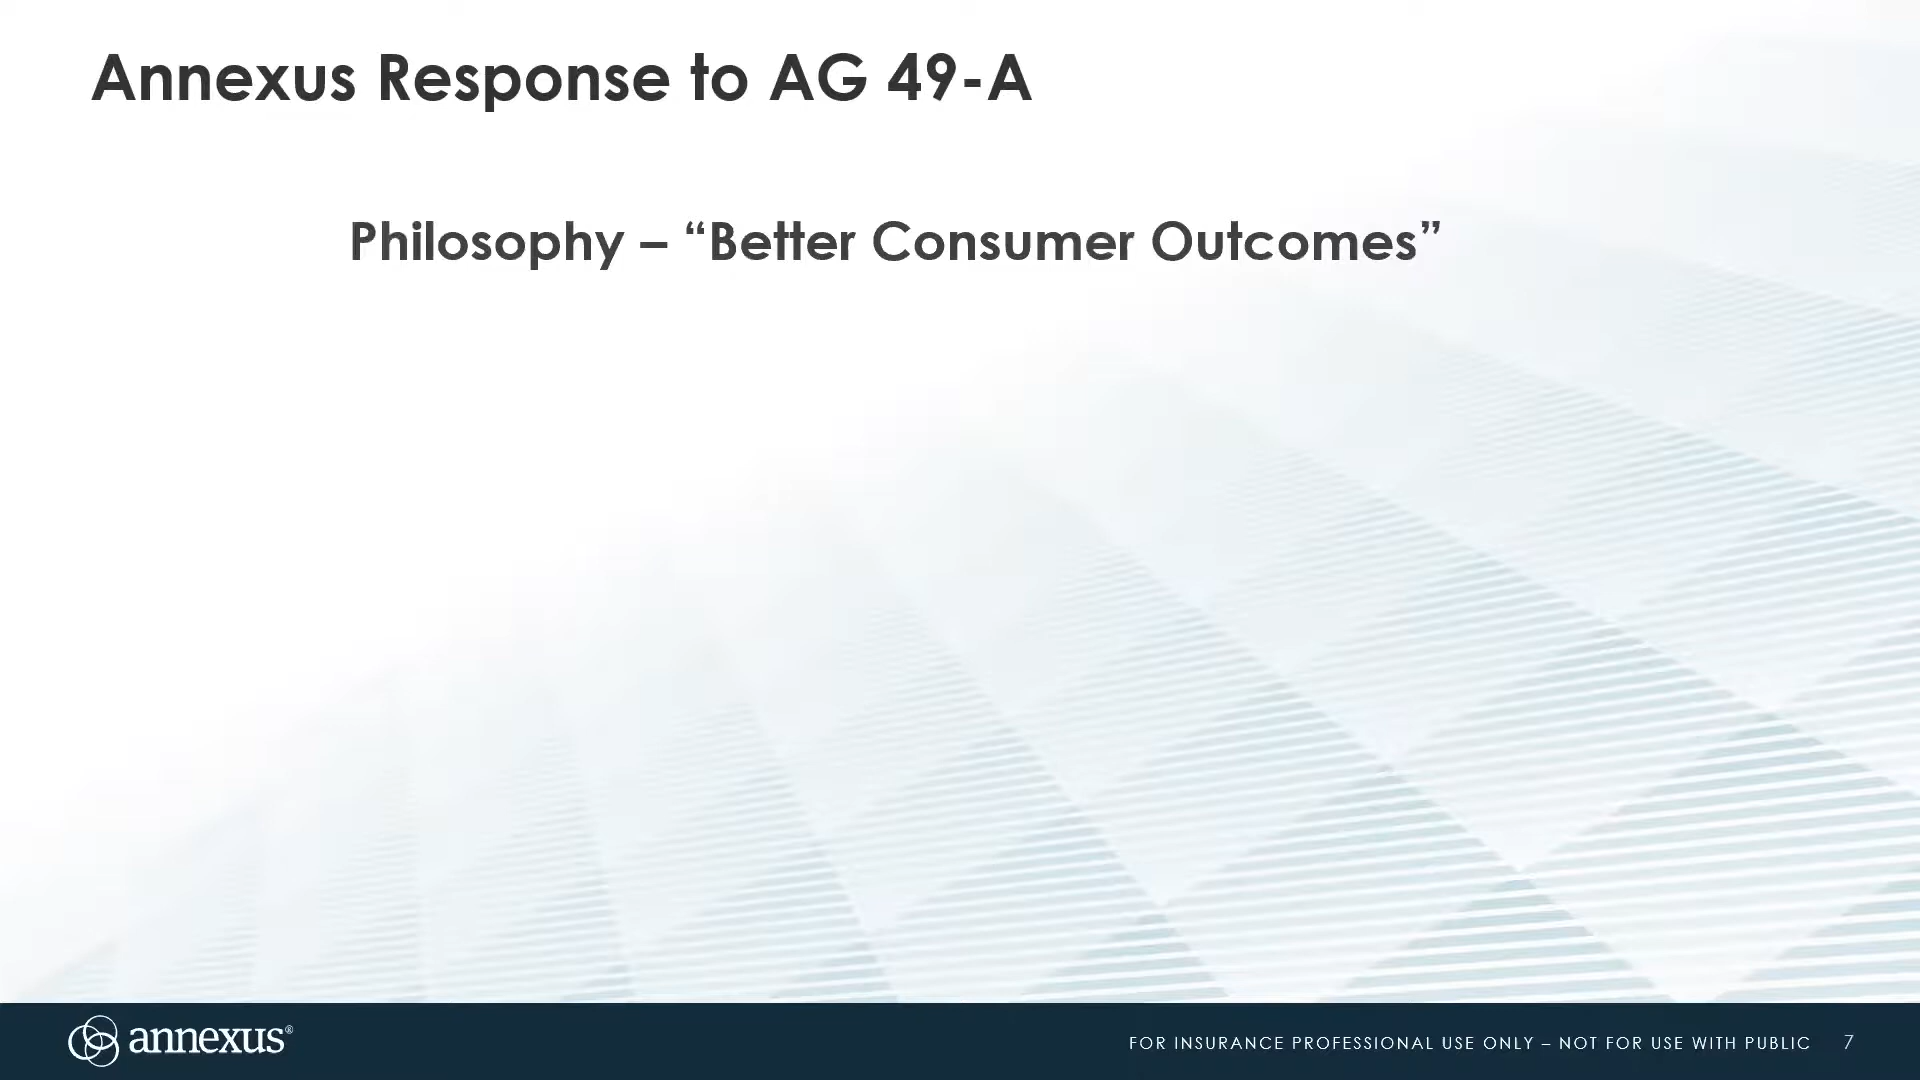 Annexus Response to AG 49-A
Philosophy – “Better Consumer Outcomes”
annexus®
FOR INSURANCE PROFESSIONAL USE ONLY – NOT FOR USE WITH PUBLIC 7